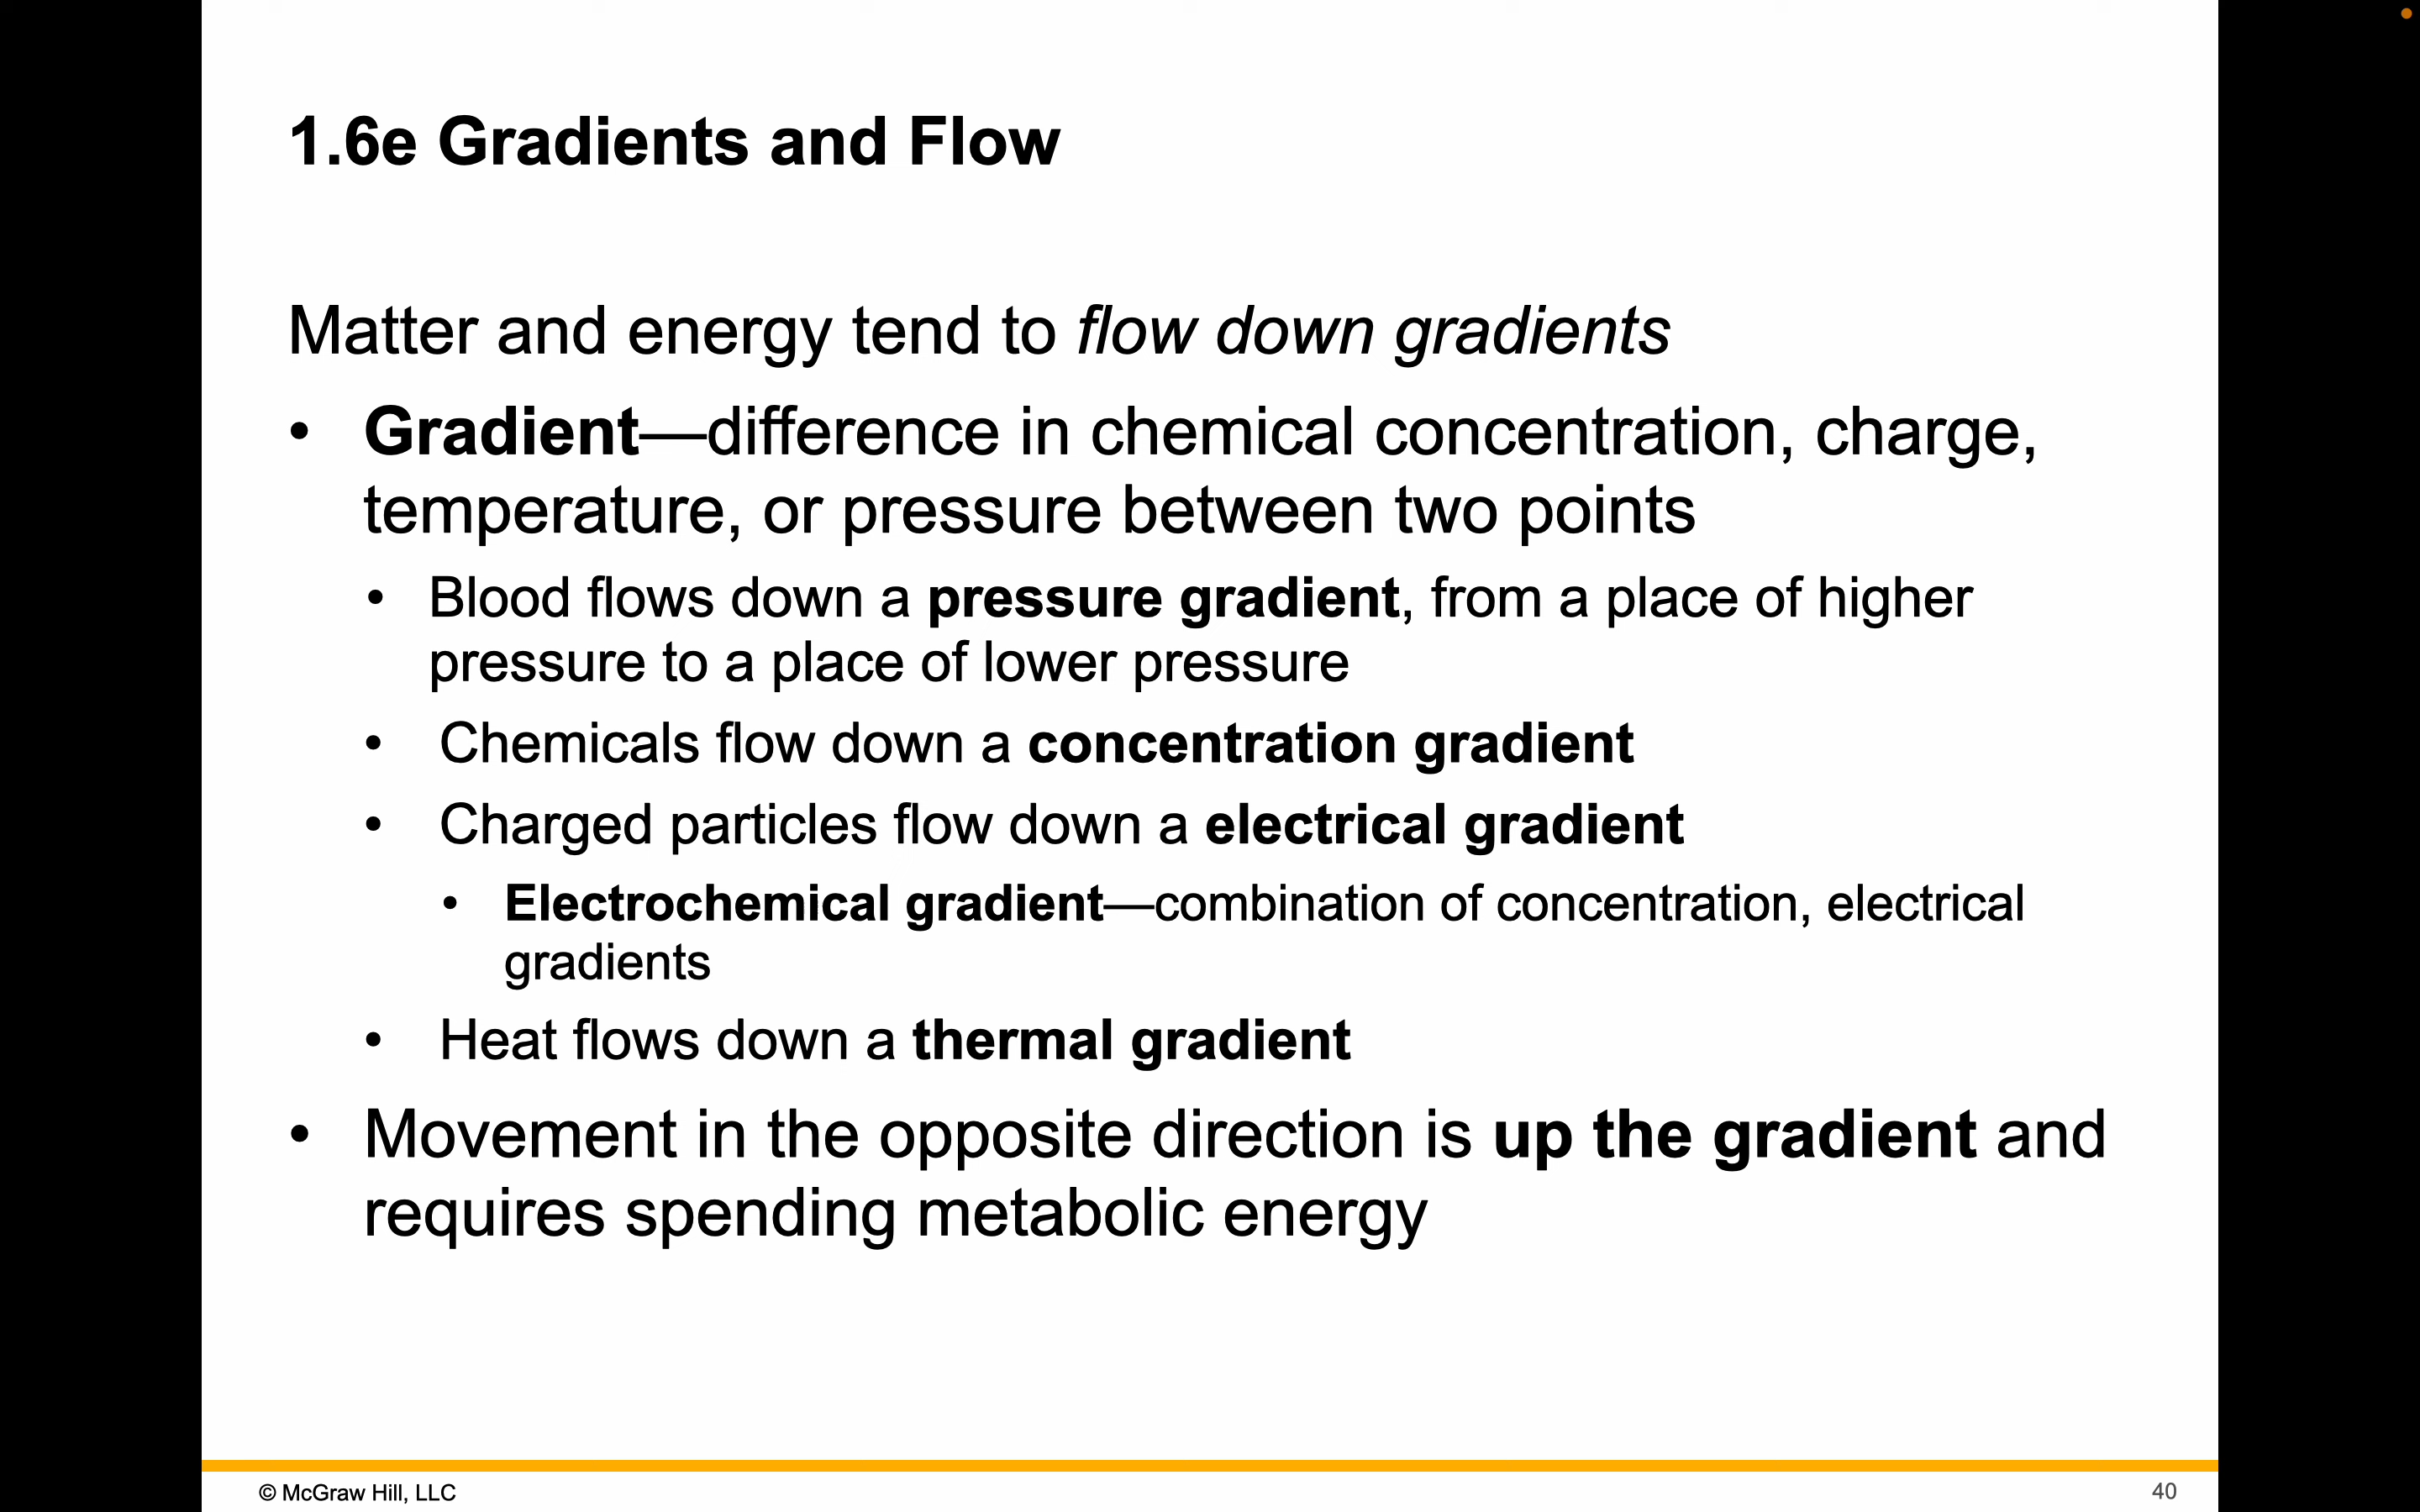 1.6e Gradients and Flow
Matter and energy tend to flow down gradients
• Gradient—difference in chemical concentration, charge,
temperature, or pressure between two points
• Blood flows down a pressure gradient, from a place of higher
pressure to a place of lower pressure
• Chemicals flow down a concentration gradient
• Charged particles flow down a electrical gradient
• Electrochemical gradient—combination of concentration, electrical
gradients
• Heat flows down a thermal gradient
• Movement in the opposite direction is up the gradient and
requires spending metabolic energy
© McGraw Hill, LLC
40